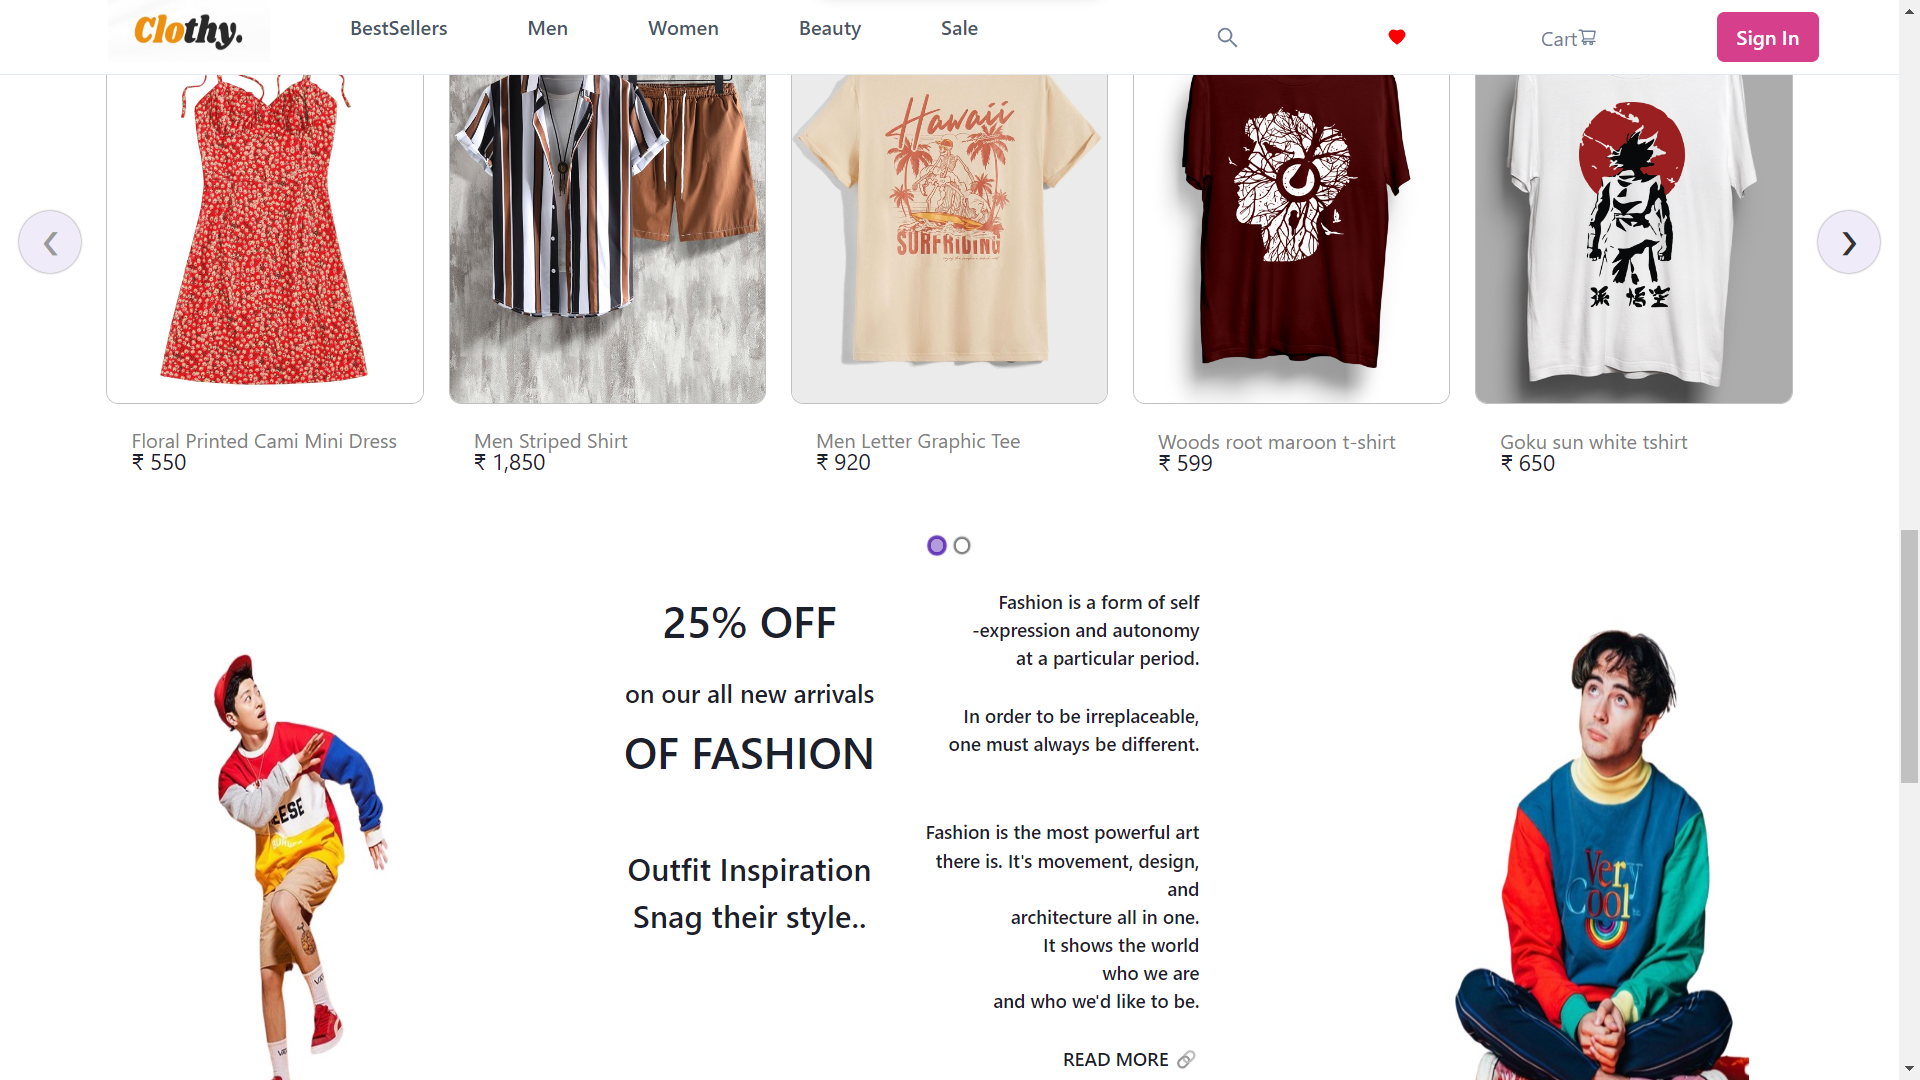 Clothy.
BestSellers
Men
Women
Beauty
Sale
Cart
Sign In
Hawaii
SURFRIDING
孫 悟空
Floral Printed Cami Mini Dress
₹ 550
Men Striped Shirt
₹ 1,850
Men Letter Graphic Tee
₹ 920
Woods root maroon t-shirt
₹ 599
Goku sun white tshirt
₹ 650
25% OFF
on our all new arrivals
OF FASHION
Outfit Inspiration
Snag their style..
Fashion is a form of self
-expression and autonomy
at a particular period.
In order to be irreplaceable,
one must always be different.
Fashion is the most powerful art
there is. It's movement, design,
and
architecture all in one.
It shows the world
who we are
and who we'd like to be.
READ MORE
Very
Cool